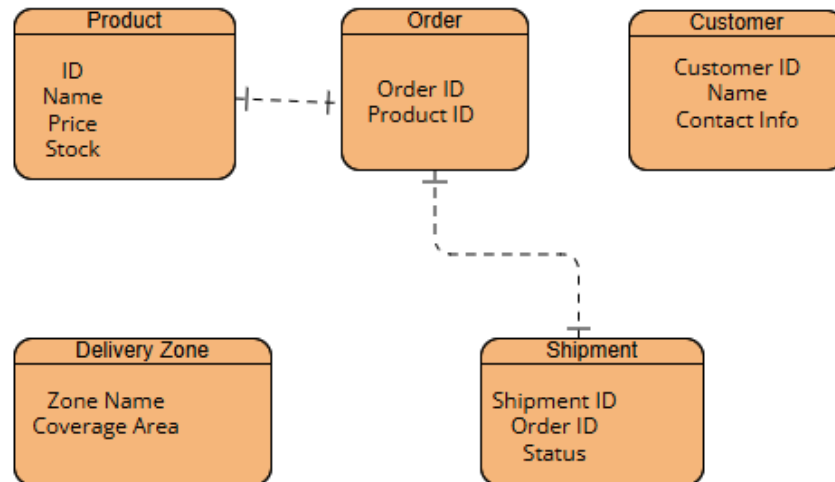 Product
ID
Name
Price
Stock
Order
Order ID
Product ID
Customer
Customer ID
Name
Contact Info
Delivery Zone
Zone Name
Coverage Area
Shipment
Shipment ID
Order ID
Status